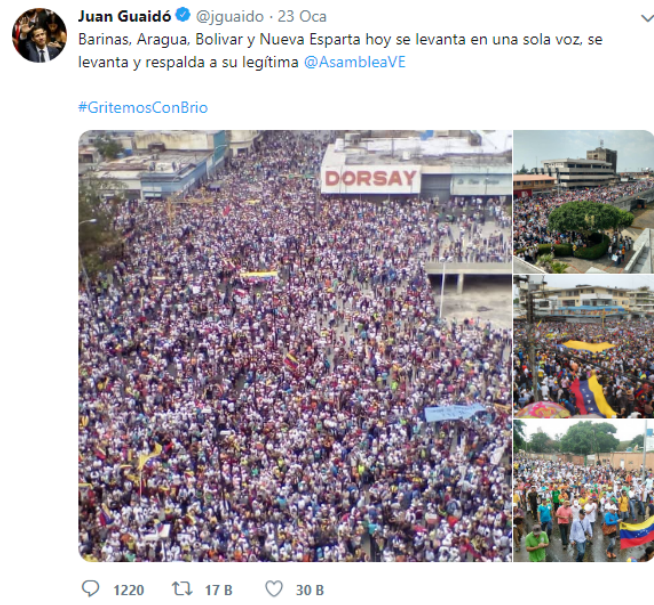 Juan Guaidó @jguaido · 23 Oca
Barinas, Aragua, Bolivar y Nueva Esparta hoy se levanta en una sola voz, se
levanta y respalda a su legítima @AsambleaVE
#GritemosConBrio
DORSAY
1220 17 B 30 B